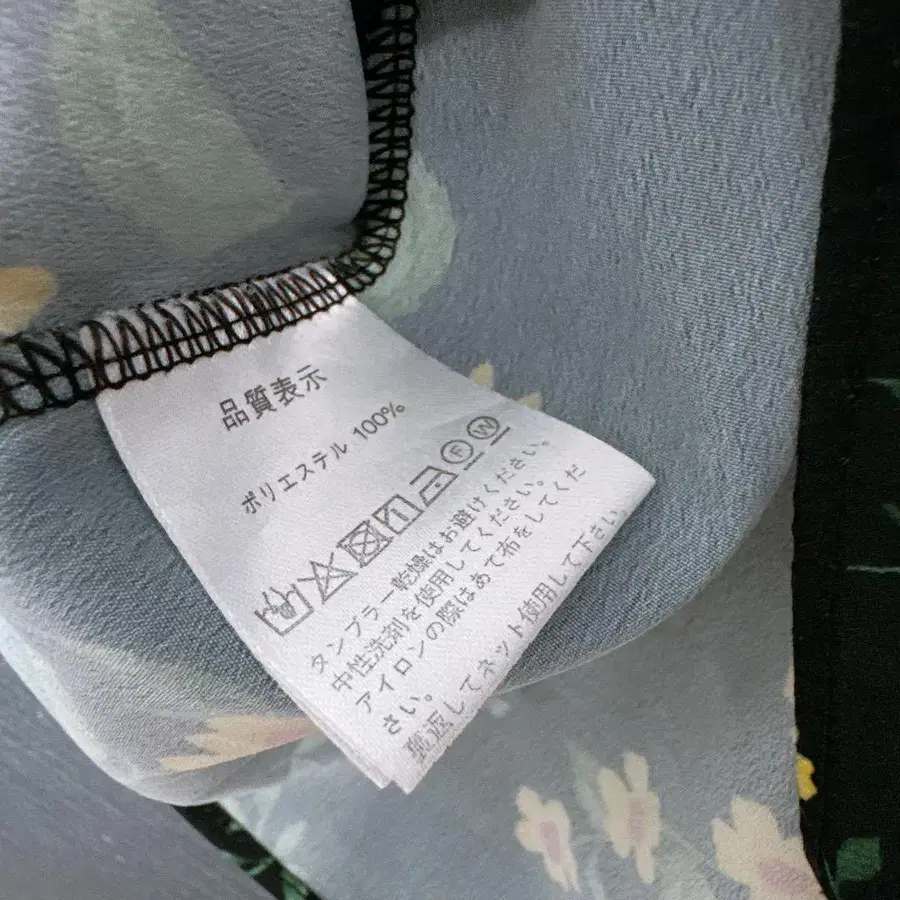 品質表示
ポリエステル 100%
F W
タンブラー乾燥はお避けください。
中性洗剤を使用してください。
アイロンの際はあて布をしてくだ
さい。
裏返してネット使用して下さい